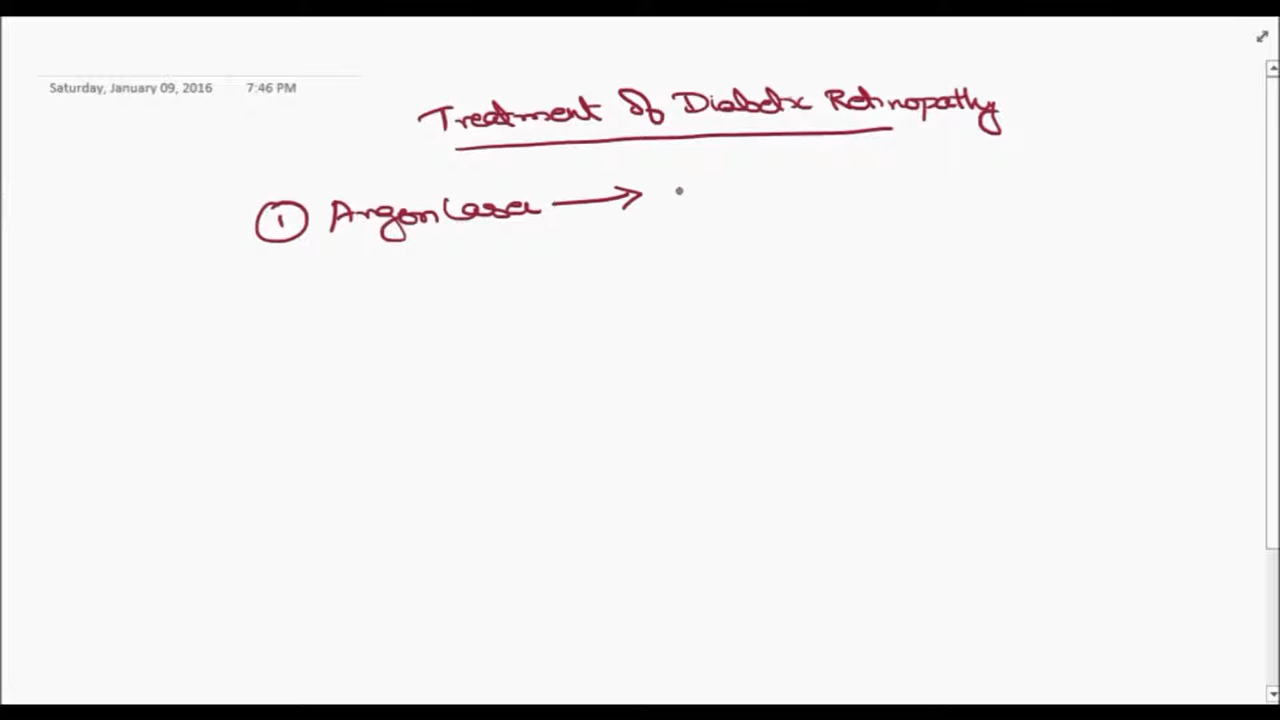 Saturday, January 09, 2016 7:46 PM
Treatment of Diabetic Retinopathy
① Argon laser →